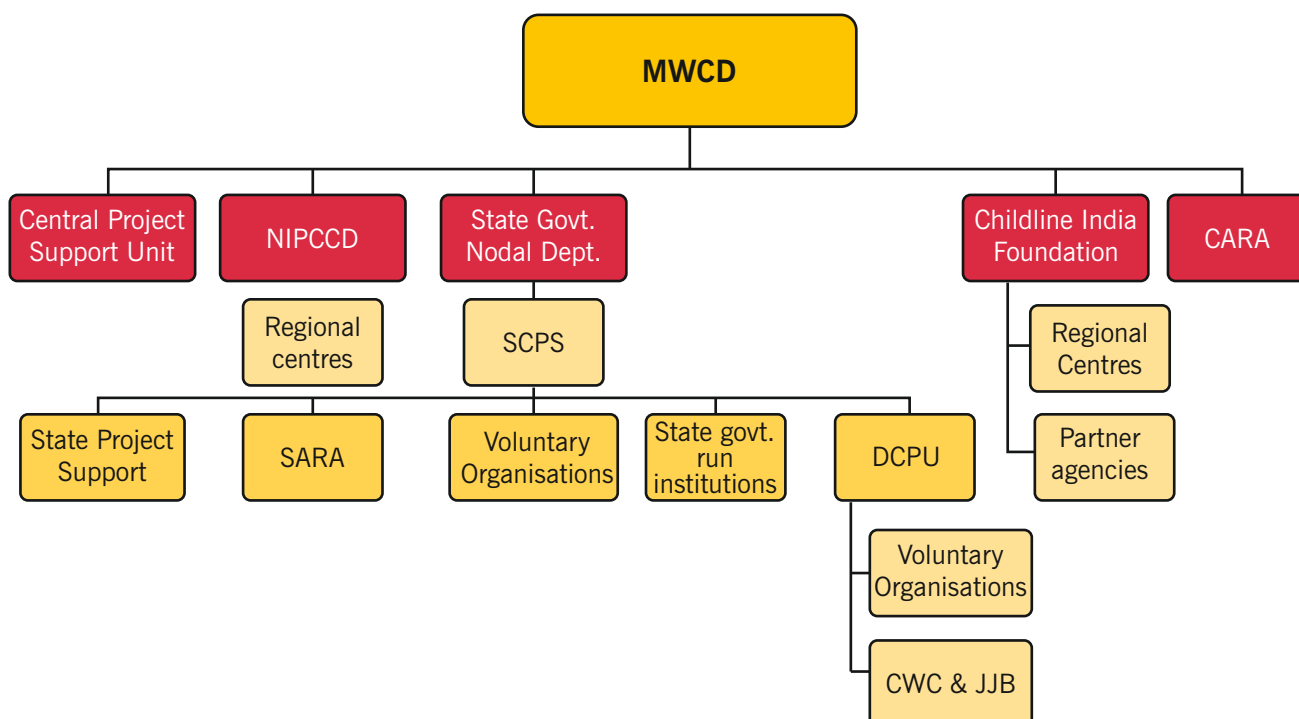 MWCD
Central Project
Support Unit
NIPCCD
State Govt.
Nodal Dept.
Childline India
Foundation
CARA
Regional
centres
SCPS
Regional
Centres
State Project
Support
SARA
Voluntary
Organisations
State govt.
run
institutions
DCPU
Partner
agencies
Voluntary
Organisations
CWC & JJB